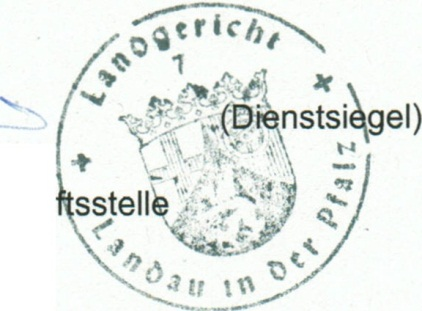 Landgericht
7
(Dienstsiegel)
ftsstelle
Landau in der Pfalz